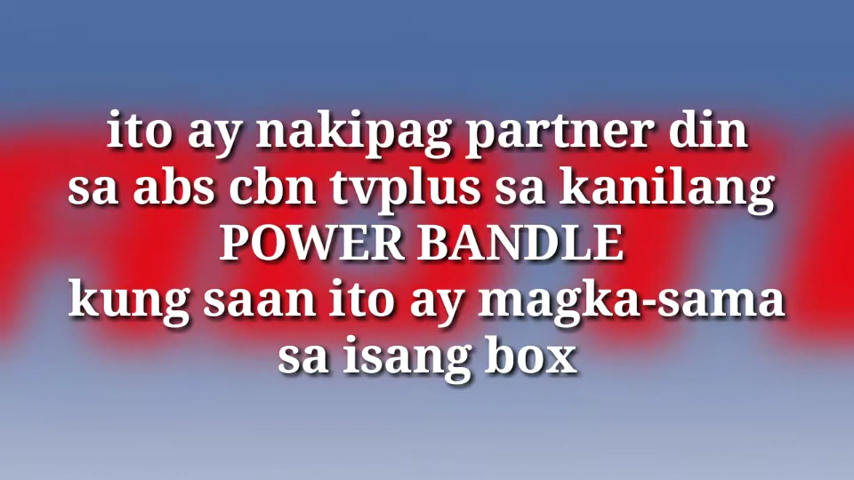 ito ay nakipag partner din
sa abs cbn tvplus sa kanilang
POWER BANDLE
kung saan ito ay magka-sama
sa isang box